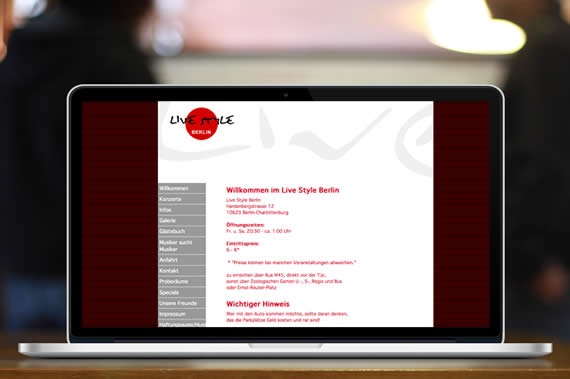 LIVE STYLE
BERLIN
Live
Willkommen
Konzerte
Infos
Galerie
Gästebuch
Musiker sucht
Musiker
Anfahrt
Kontakt
Proberäume
Specials
Unsere Freunde
Impressum
Haftungsausschluss
Willkommen im Live Style Berlin
Live Style Berlin
Hardenbergstrasse 12
10623 Berlin-Charlottenburg
Öffnungszeiten:
Fr. u. Sa. 20:30 - ca. 1:00 Uhr
Eintrittspreis:
6,- €*
* "Preise können bei manchen Veranstaltungen abweichen."
zu erreichen über Bus M45, direkt vor der Tür,
sonst über Zoologischen Garten U-, S-, Regio und Bus
oder Ernst-Reuter-Platz
Wichtiger Hinweis
Wer mit den Auto kommen möchte, sollte daran denken,
das die Parkplätze Geld kosten und rar sind!